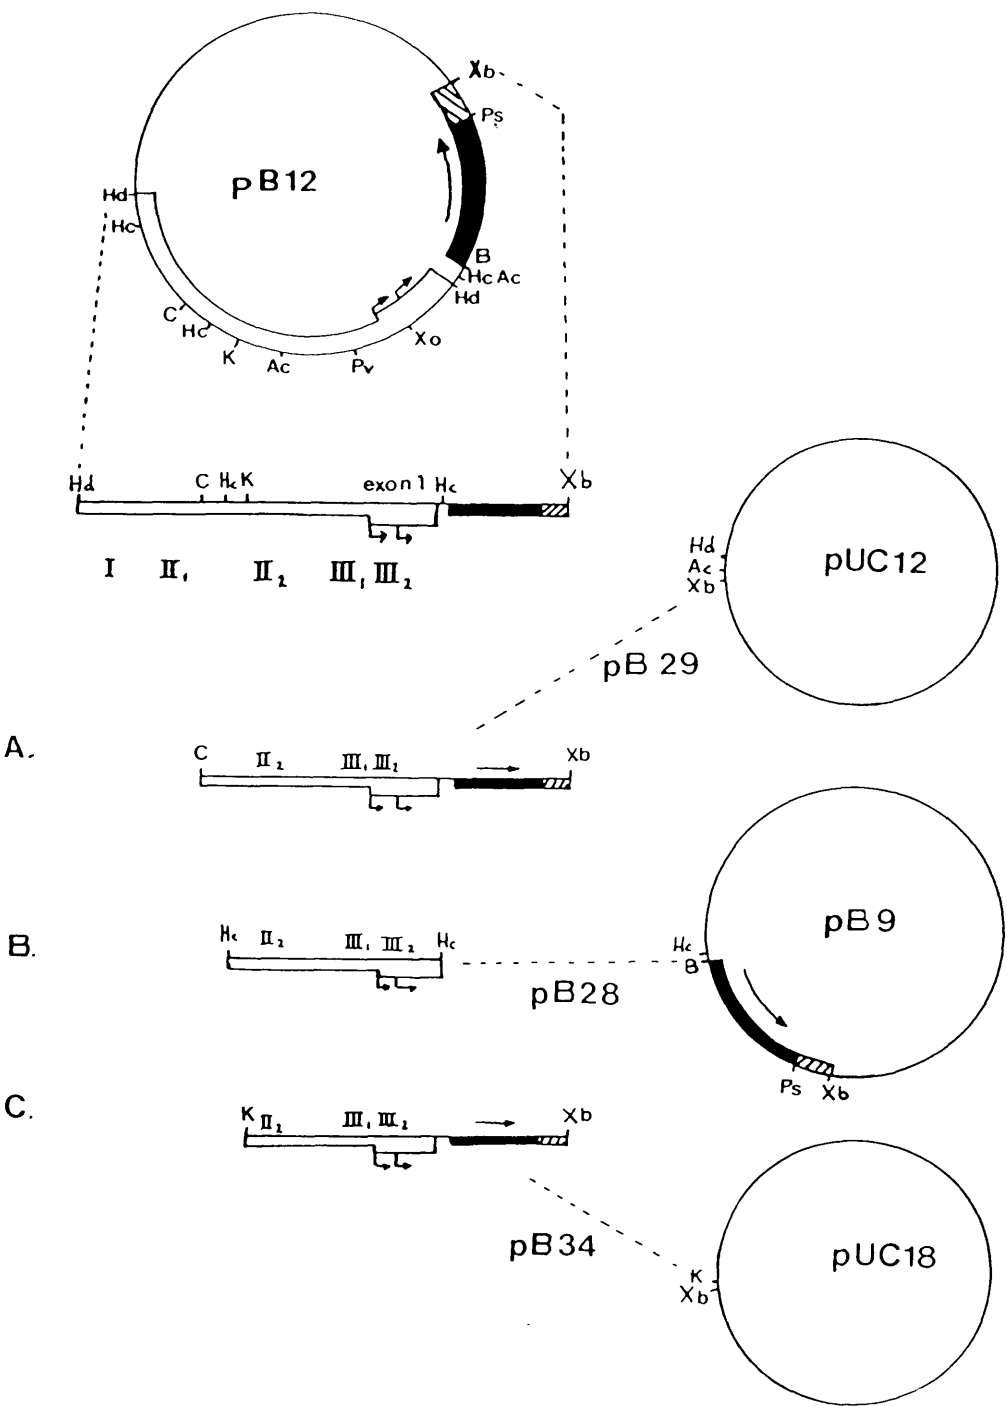 Xb
Ps
pB12
Hd
Hc
B
Hc Ac
Hd
C
Hc
Xo
K
Ac
Pv
Hd C Hc K exon 1 Hc Xb
I II₁ II₂ III₁ III₂
Hd
Ac
Xb
pUC12
pB 29
A.
C II₂ III₁ III₂ Xb
B.
Hc II₂ III₁ III₂ Hc
pB28
Hc
B
pB9
Ps Xb
C.
K II₂ III₁ III₂ Xb
pB34
K
Xb
pUC18